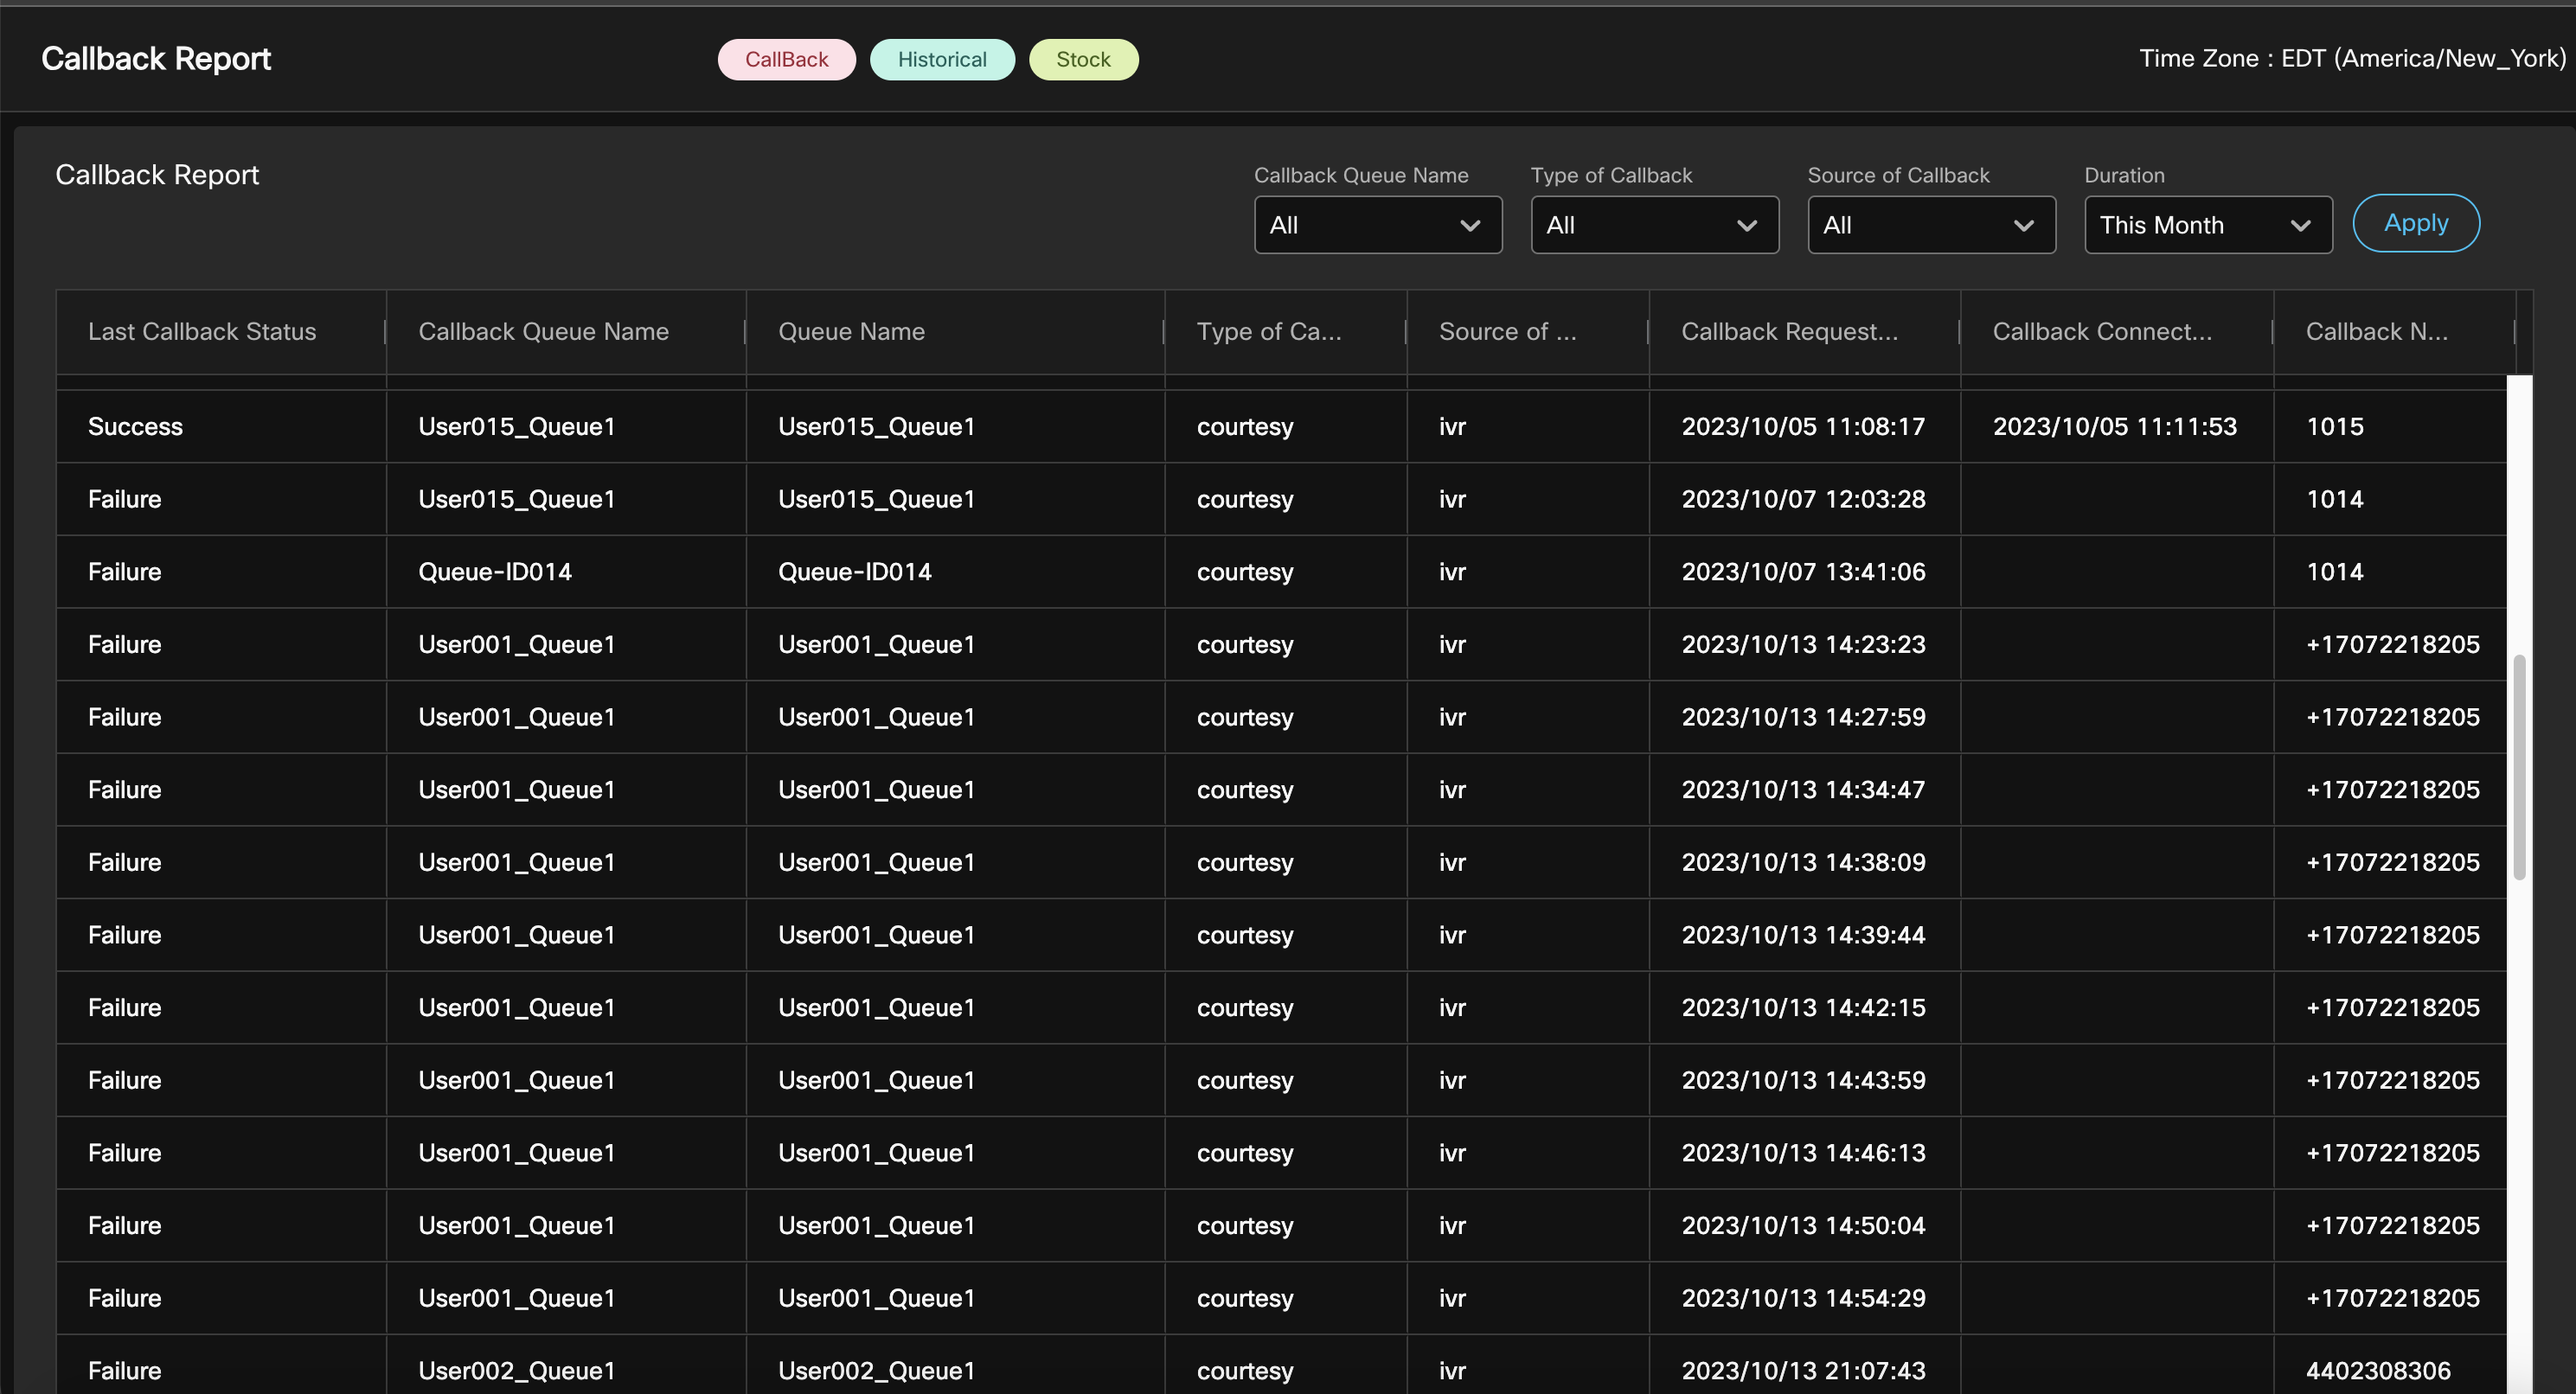 Callback Report CallBack Historical Stock Time Zone : EDT (America/New_York)
Callback Report Callback Queue Name Type of Callback Source of Callback Duration
All All All This Month Apply
Last Callback Status Callback Queue Name Queue Name Type of Ca... Source of ... Callback Request... Callback Connect... Callback N...
Success User015_Queue1 User015_Queue1 courtesy ivr 2023/10/05 11:08:17 2023/10/05 11:11:53 1015
Failure User015_Queue1 User015_Queue1 courtesy ivr 2023/10/07 12:03:28 1014
Failure Queue-ID014 Queue-ID014 courtesy ivr 2023/10/07 13:41:06 1014
Failure User001_Queue1 User001_Queue1 courtesy ivr 2023/10/13 14:23:23 +17072218205
Failure User001_Queue1 User001_Queue1 courtesy ivr 2023/10/13 14:27:59 +17072218205
Failure User001_Queue1 User001_Queue1 courtesy ivr 2023/10/13 14:34:47 +17072218205
Failure User001_Queue1 User001_Queue1 courtesy ivr 2023/10/13 14:38:09 +17072218205
Failure User001_Queue1 User001_Queue1 courtesy ivr 2023/10/13 14:39:44 +17072218205
Failure User001_Queue1 User001_Queue1 courtesy ivr 2023/10/13 14:42:15 +17072218205
Failure User001_Queue1 User001_Queue1 courtesy ivr 2023/10/13 14:43:59 +17072218205
Failure User001_Queue1 User001_Queue1 courtesy ivr 2023/10/13 14:46:13 +17072218205
Failure User001_Queue1 User001_Queue1 courtesy ivr 2023/10/13 14:50:04 +17072218205
Failure User001_Queue1 User001_Queue1 courtesy ivr 2023/10/13 14:54:29 +17072218205
Failure User002_Queue1 User002_Queue1 courtesy ivr 2023/10/13 21:07:43 4402308306